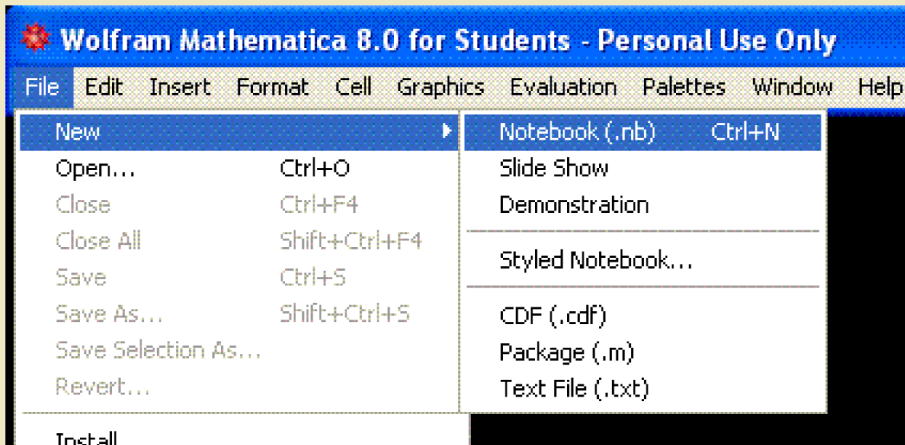 Wolfram Mathematica 8.0 for Students - Personal Use Only
File Edit Insert Format Cell Graphics Evaluation Palettes Window Help
New
Open... Ctrl+O
Close Ctrl+F4
Close All Shift+Ctrl+F4
Save Ctrl+S
Save As... Shift+Ctrl+S
Save Selection As...
Revert...
Install
Notebook (.nb) Ctrl+N
Slide Show
Demonstration
Styled Notebook...
CDF (.cdf)
Package (.m)
Text File (.txt)